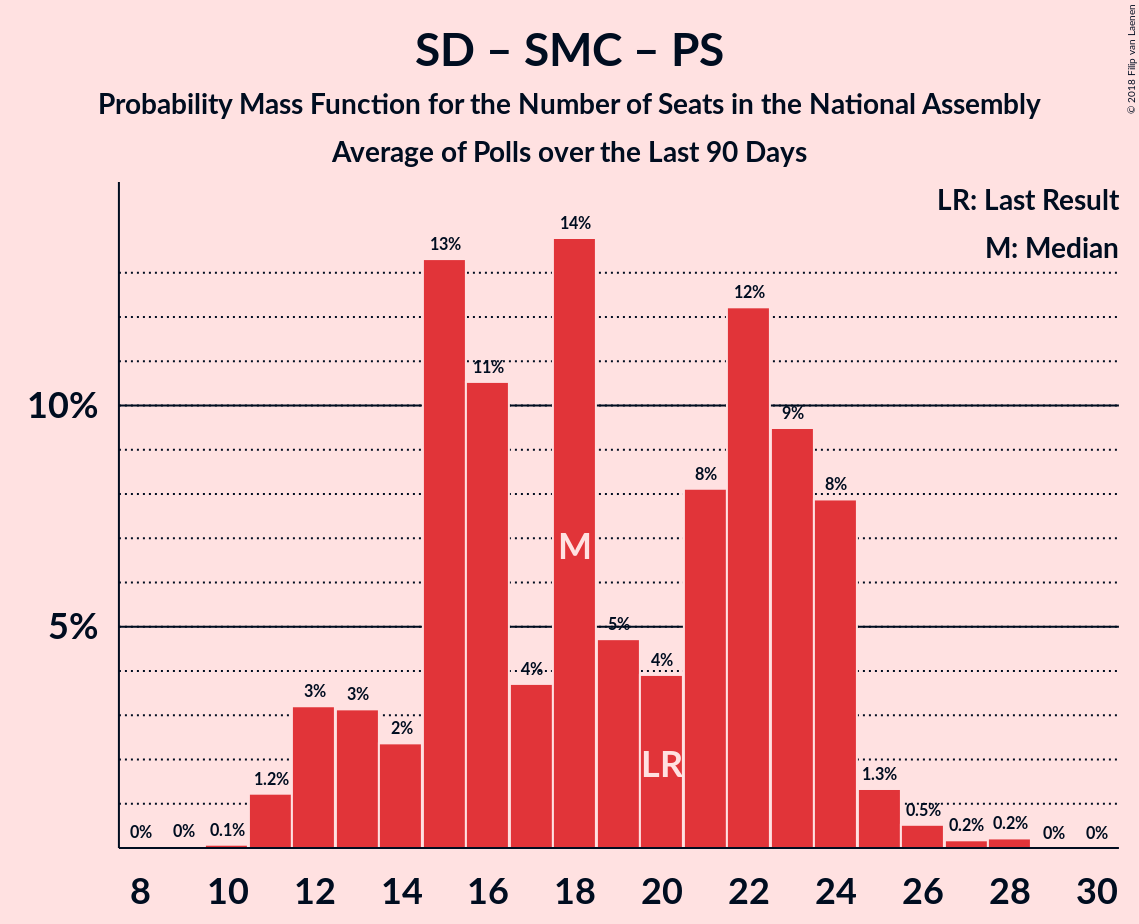 SD – SMC – PS
Probability Mass Function for the Number of Seats in the National Assembly
Average of Polls over the Last 90 Days
© 2018 Filip van Laenen
LR: Last Result
M: Median
10%
5%
0% 0% 0.1% 1.2% 3% 3% 2% 13% 11% 4% 14% 5% 4% 8% 12% 9% 8% 1.3% 0.5% 0.2% 0.2% 0% 0%
M
LR
8 10 12 14 16 18 20 22 24 26 28 30